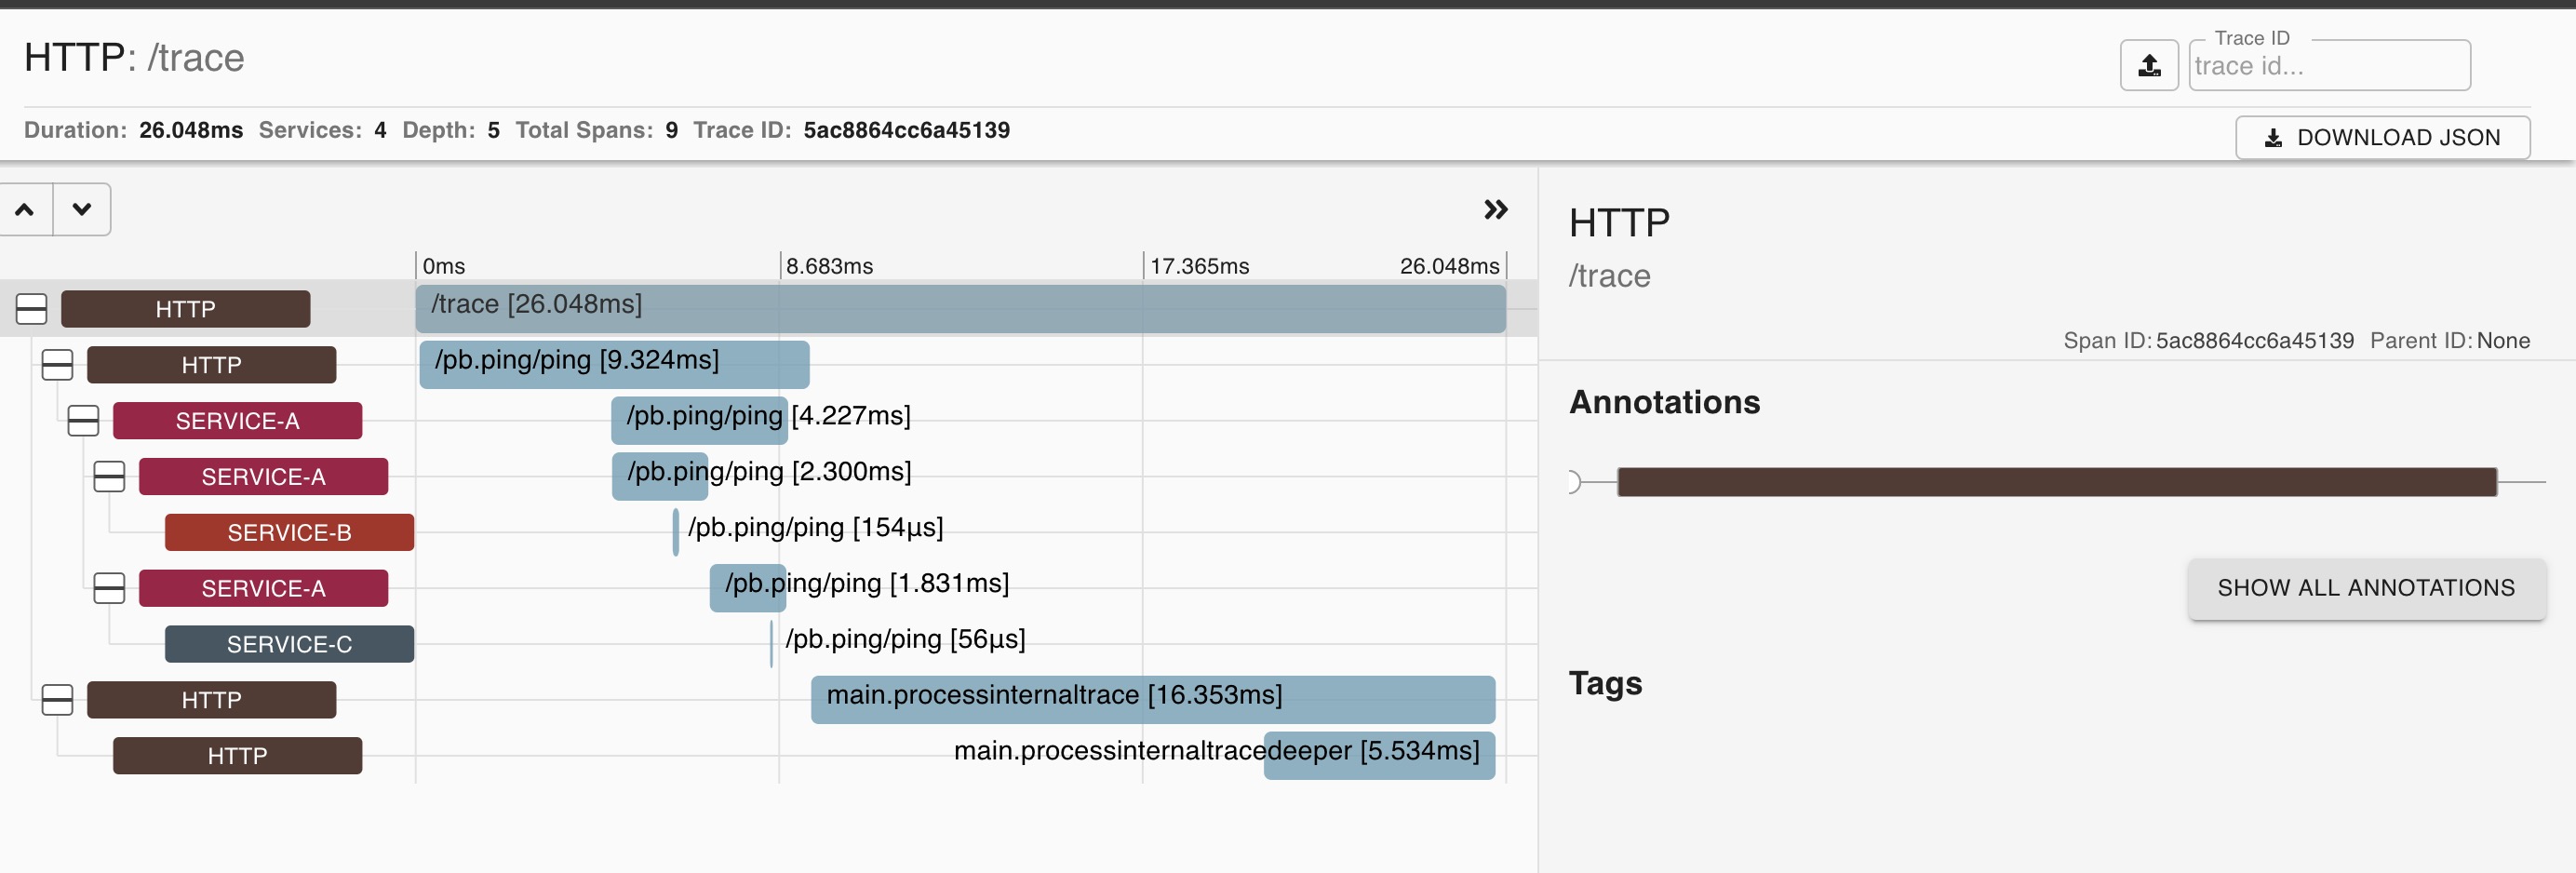 HTTP: /trace
Trace ID
trace id...
Duration: 26.048ms Services: 4 Depth: 5 Total Spans: 9 Trace ID: 5ac8864cc6a45139
DOWNLOAD JSON
0ms 8.683ms 17.365ms 26.048ms
HTTP /trace [26.048ms]
HTTP /pb.ping/ping [9.324ms]
SERVICE-A /pb.ping/ping [4.227ms]
SERVICE-A /pb.ping/ping [2.300ms]
SERVICE-B /pb.ping/ping [154μs]
SERVICE-A /pb.ping/ping [1.831ms]
SERVICE-C /pb.ping/ping [56μs]
HTTP main.processinternaltrace [16.353ms]
HTTP main.processinternaltracedeeper [5.534ms]
HTTP
/trace
Span ID: 5ac8864cc6a45139 Parent ID: None
Annotations
SHOW ALL ANNOTATIONS
Tags